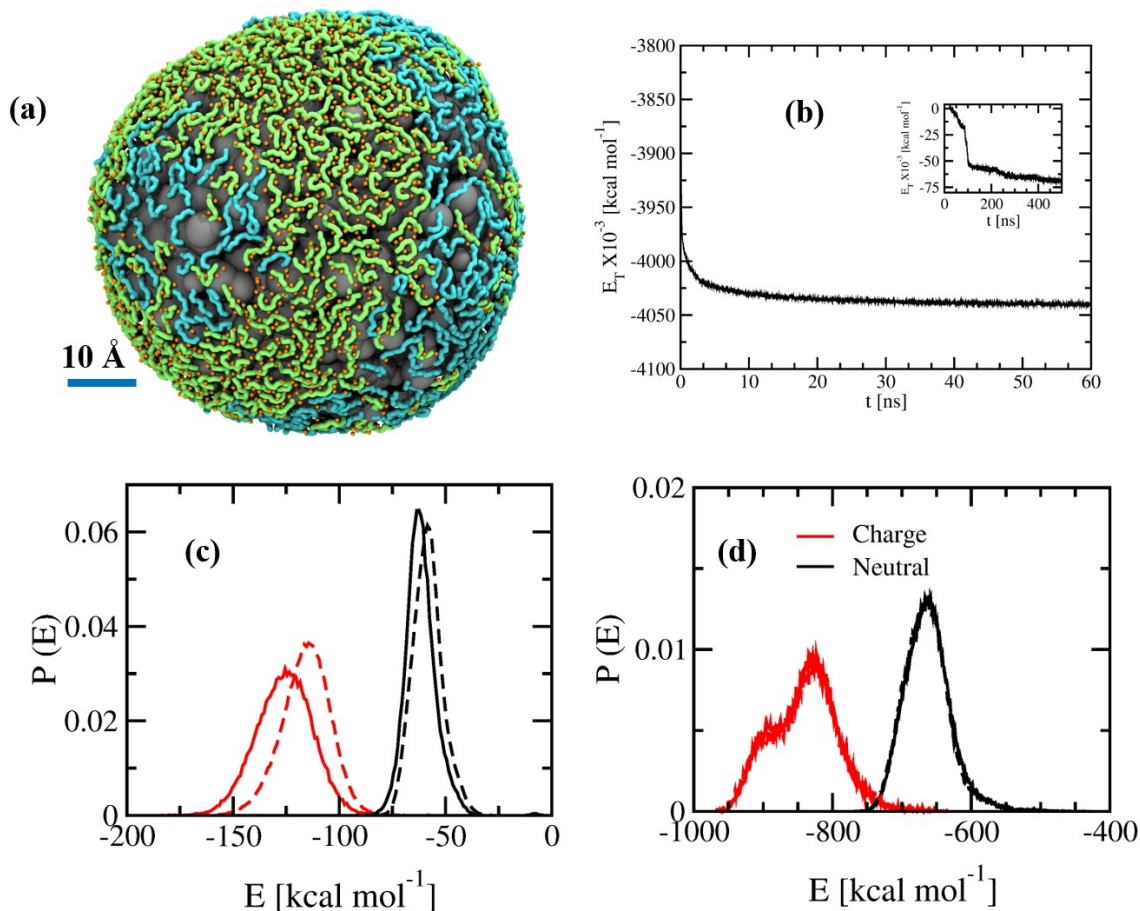 (a)
10 Å
(b)
-3800
-3850
-3900
-3950
-4000
-4050
-4100
E_T X10^-3 [kcal mol^-1]
0 10 20 30 40 50 60
t [ns]
0
-25
-50
-75
E_T X10^-3 [kcal mol^-1]
0 200 400
t [ns]
(c)
0.06
0.04
0.02
0
P (E)
-200 -150 -100 -50 0
E [kcal mol^-1]
(d)
Charge
Neutral
0.02
0.01
0
P (E)
-1000 -800 -600 -400
E [kcal mol^-1]